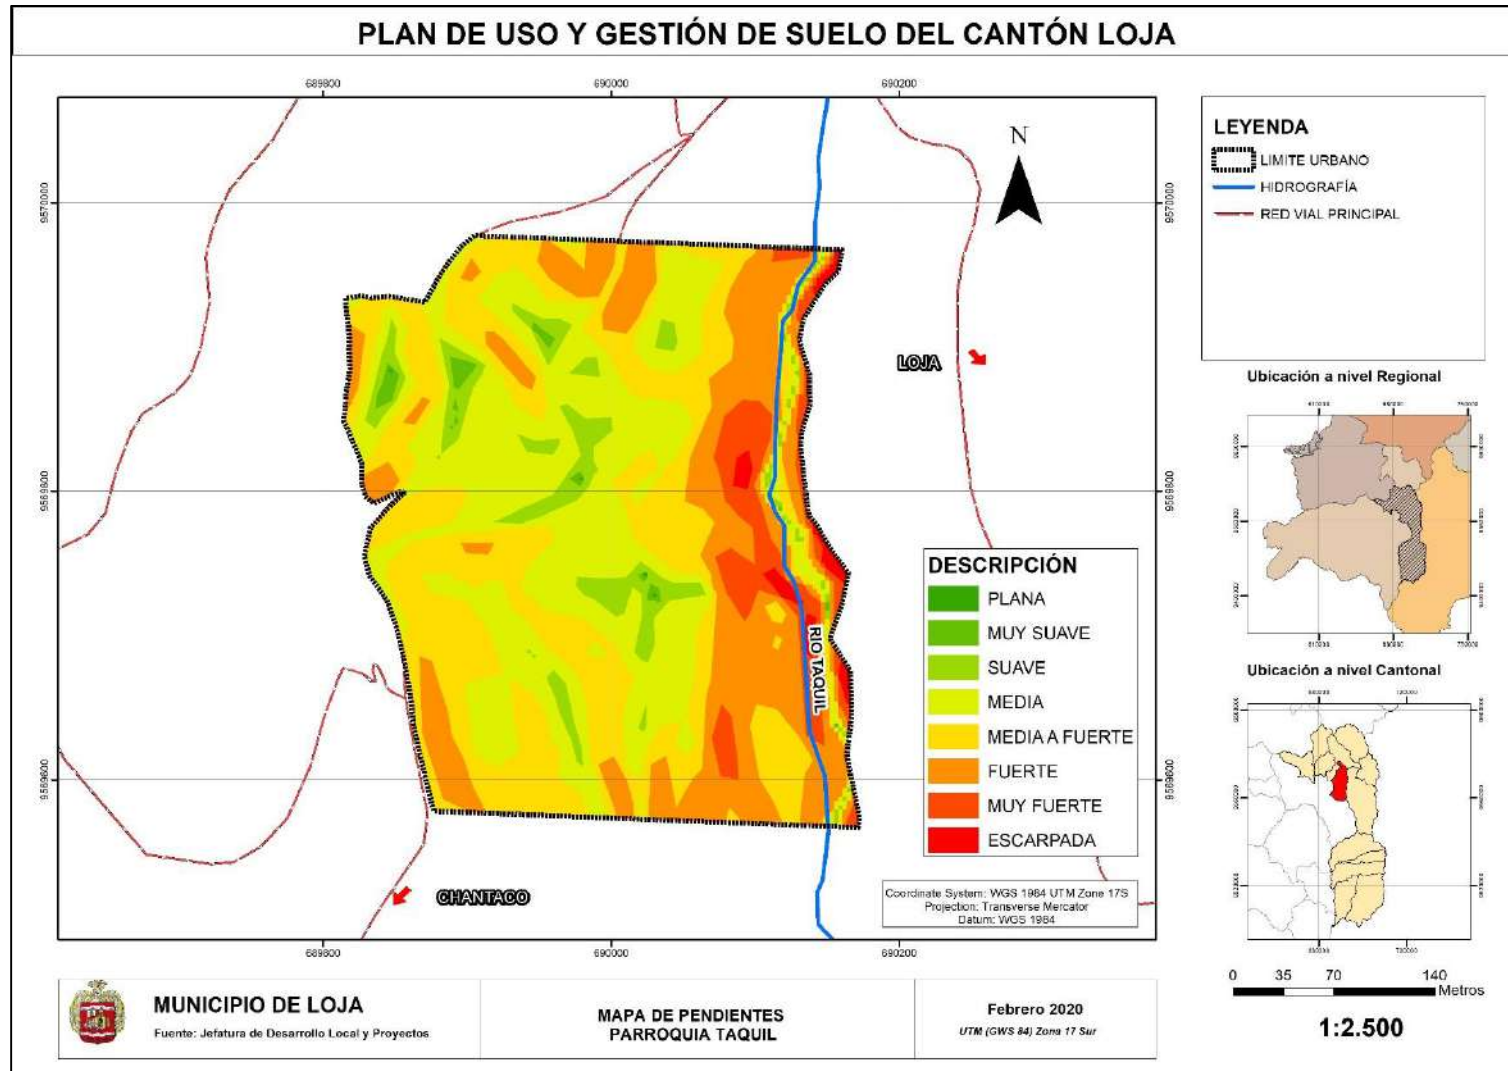 PLAN DE USO Y GESTIÓN DE SUELO DEL CANTÓN LOJA
690000
690200
9570000
9570000
N
LOJA
RIO TAQUIL
CHANTACO
DESCRIPCIÓN
PLANA
MUY SUAVE
SUAVE
MEDIA
MEDIA A FUERTE
FUERTE
MUY FUERTE
ESCARPADA
Coordinate System: WGS 1984 UTM Zone 17S
Projection: Transverse Mercator
Datum: WGS 1984
690000
690200
LEYENDA
LIMITE URBANO
HIDROGRAFÍA
RED VIAL PRINCIPAL
Ubicación a nivel Regional
Ubicación a nivel Cantonal
0 35 70 140
Metros
1:2.500
MUNICIPIO DE LOJA
Fuente: Jefatura de Desarrollo Local y Proyectos
MAPA DE PENDIENTES
PARROQUIA TAQUIL
Febrero 2020
UTM (GWS 84) Zona 17 Sur